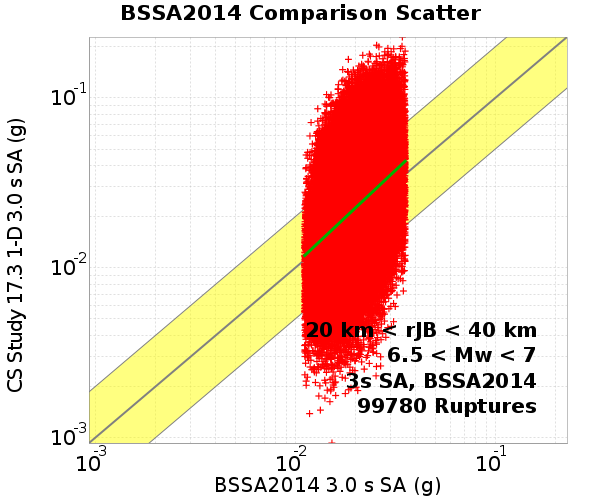 BSSA2014 Comparison Scatter
CS Study 17.3 1-D 3.0 s SA (g)
10-1
10-2
10-3
20 km < rJB < 40 km
6.5 < Mw < 7
3s SA, BSSA2014
99780 Ruptures
10-3 10-2 10-1
BSSA2014 3.0 s SA (g)